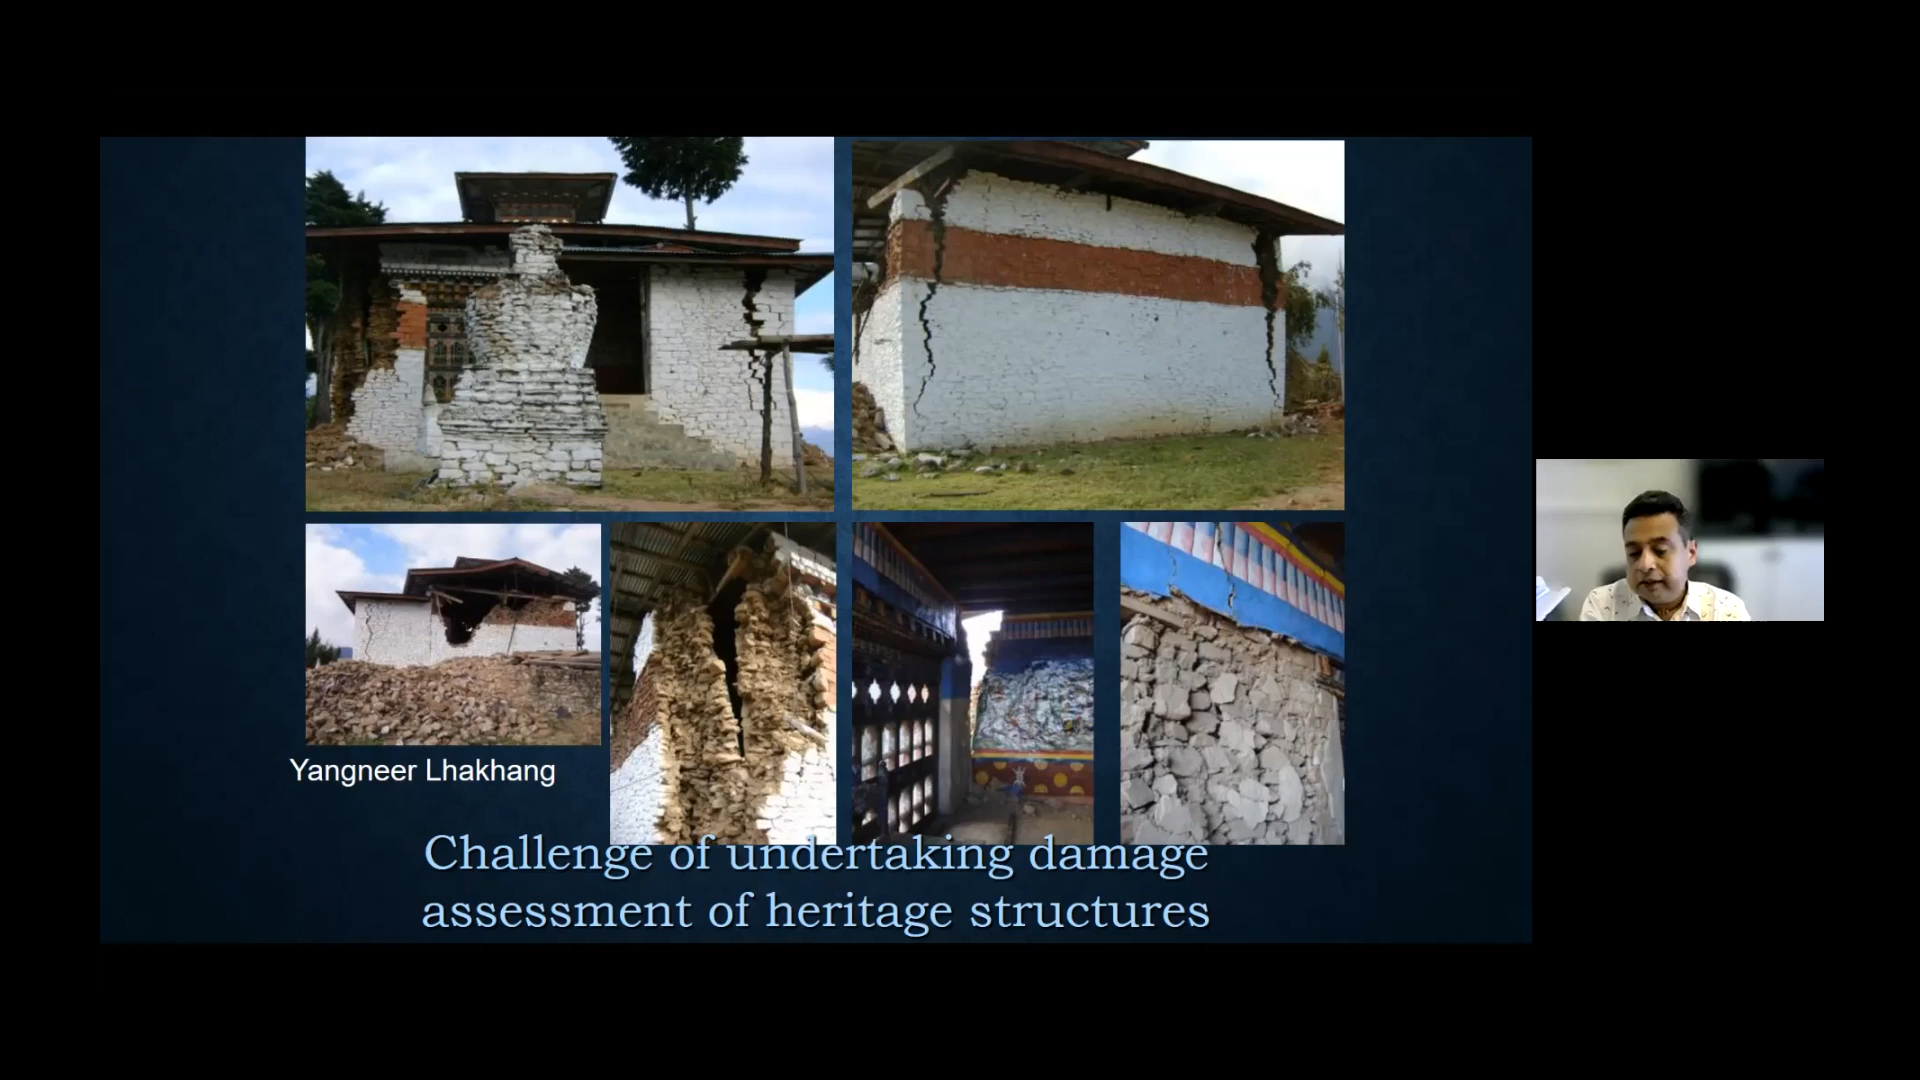 Yangneer Lhakhang
Challenge of undertaking damage
assessment of heritage structures